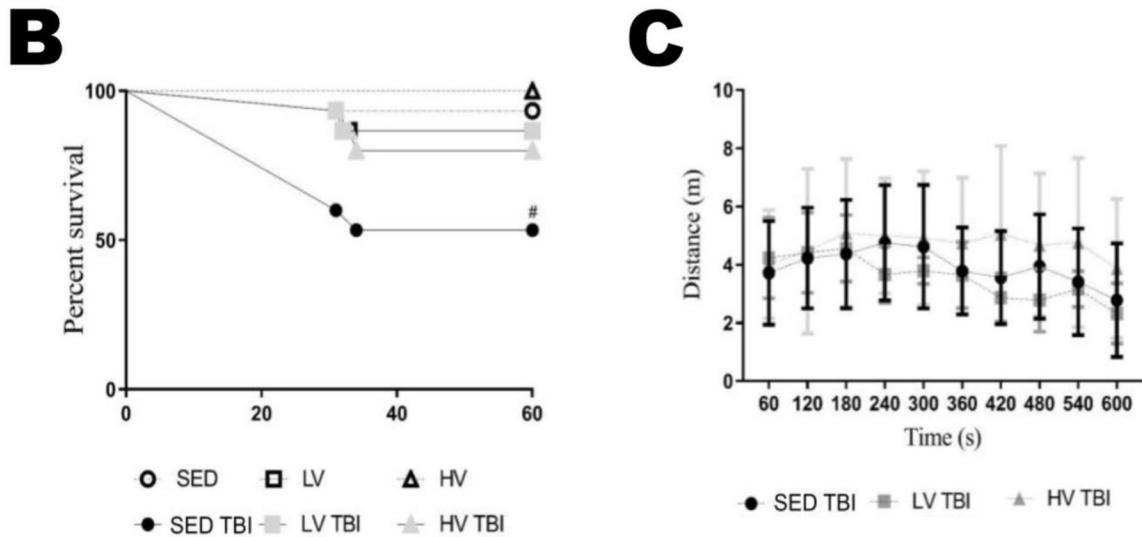 B
C
100
50
0
Percent survival
#
0 20 40 60
SED LV HV
SED TBI LV TBI HV TBI
10
8
6
4
2
0
Distance (m)
60 120 180 240 300 360 420 480 540 600
Time (s)
SED TBI LV TBI HV TBI